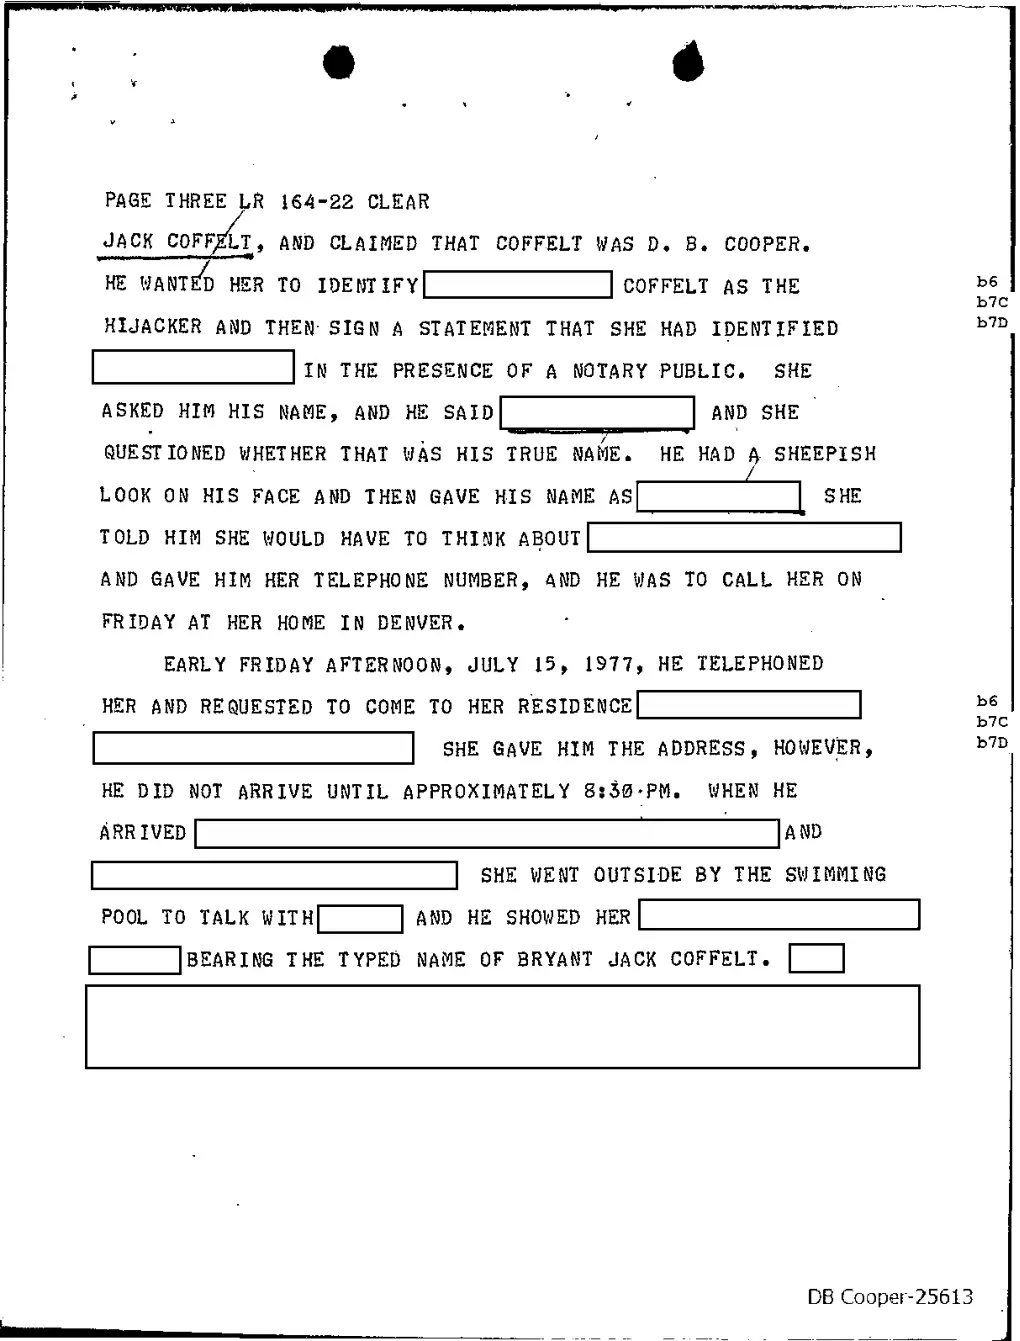 PAGE THREE LR 164-22 CLEAR
JACK COFFELT, AND CLAIMED THAT COFFELT WAS D. B. COOPER.
HE WANTED HER TO IDENTIFY COFFELT AS THE
b6
b7C
HIJACKER AND THEN SIGN A STATEMENT THAT SHE HAD IDENTIFIED
b7D
IN THE PRESENCE OF A NOTARY PUBLIC. SHE
ASKED HIM HIS NAME, AND HE SAID AND SHE
QUESTIONED WHETHER THAT WAS HIS TRUE NAME. HE HAD A SHEEPISH
LOOK ON HIS FACE AND THEN GAVE HIS NAME AS SHE
TOLD HIM SHE WOULD HAVE TO THINK ABOUT
AND GAVE HIM HER TELEPHONE NUMBER, AND HE WAS TO CALL HER ON
FRIDAY AT HER HOME IN DENVER.
EARLY FRIDAY AFTERNOON, JULY 15, 1977, HE TELEPHONED
HER AND REQUESTED TO COME TO HER RESIDENCE
b6
b7C
SHE GAVE HIM THE ADDRESS, HOWEVER,
b7D
HE DID NOT ARRIVE UNTIL APPROXIMATELY 8:30 PM. WHEN HE
ARRIVED AND
SHE WENT OUTSIDE BY THE SWIMMING
POOL TO TALK WITH AND HE SHOWED HER
BEARING THE TYPED NAME OF BRYANT JACK COFFELT.
DB Cooper-25613